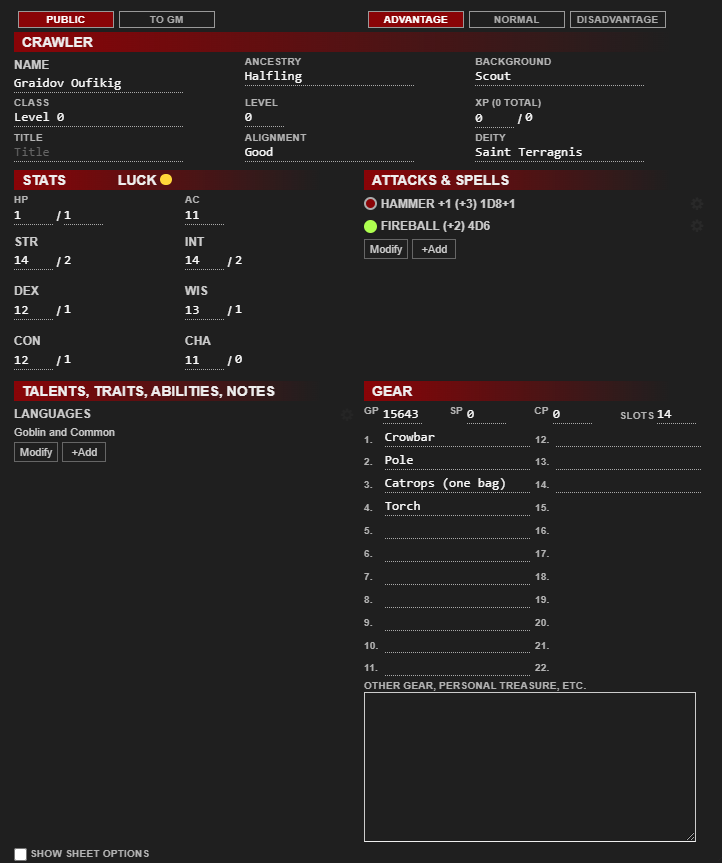 PUBLIC TO GM ADVANTAGE NORMAL DISADVANTAGE
CRAWLER
NAME ANCESTRY BACKGROUND
Graidov Oufikig Halfling Scout
CLASS LEVEL XP (0 TOTAL)
Level 0 0 0 / 0
TITLE ALIGNMENT DEITY
Title Good Saint Terragnis
STATS LUCK
HP AC
1 / 1 11
STR INT
14 / 2 14 / 2
DEX WIS
12 / 1 13 / 1
CON CHA
12 / 1 11 / 0
ATTACKS & SPELLS
HAMMER +1 (+3) 1D8+1
FIREBALL (+2) 4D6
Modify +Add
TALENTS, TRAITS, ABILITIES, NOTES
LANGUAGES
Goblin and Common
Modify +Add
GEAR
GP 15643 SP 0 CP 0 SLOTS 14
1. Crowbar 12.
2. Pole 13.
3. Catrops (one bag) 14.
4. Torch 15.
5. 16.
6. 17.
7. 18.
8. 19.
9. 20.
10. 21.
11. 22.
OTHER GEAR, PERSONAL TREASURE, ETC.
SHOW SHEET OPTIONS